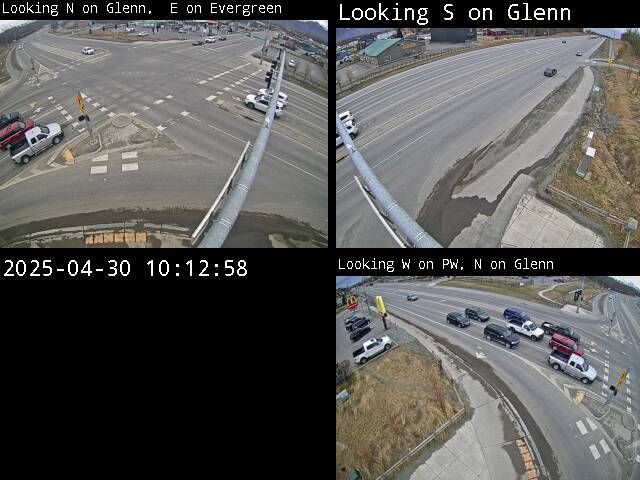 Looking N on Glenn,  E on Evergreen
Looking S on Glenn
2025-04-30 10:12:58
Looking W on PW, N on Glenn